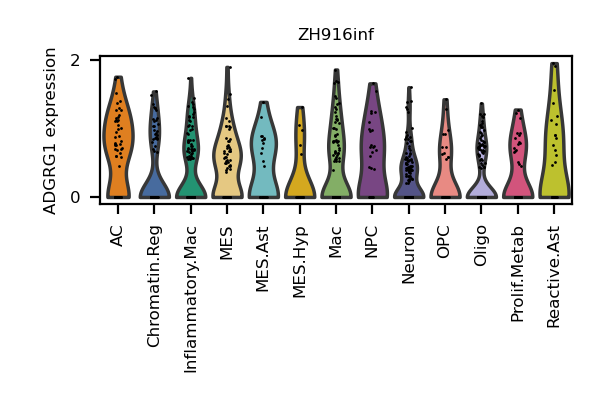 ZH916inf
ADGRG1 expression
2
0
AC
Chromatin.Reg
Inflammatory.Mac
MES
MES.Ast
MES.Hyp
Mac
NPC
Neuron
OPC
Oligo
Prolif.Metab
Reactive.Ast